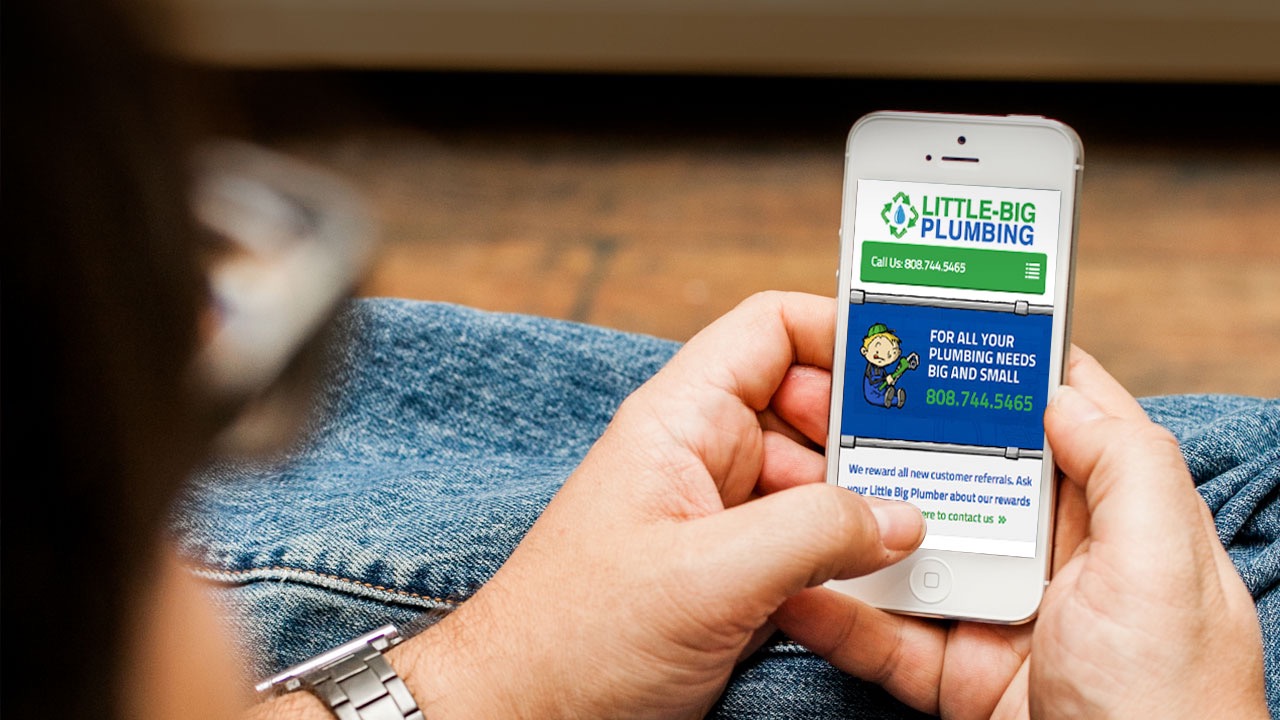 LITTLE-BIG
PLUMBING
Call Us: 808.744.5465
FOR ALL YOUR
PLUMBING NEEDS
BIG AND SMALL
808.744.5465
We reward all new customer referrals. Ask
your Little Big Plumber about our rewards
to contact us »